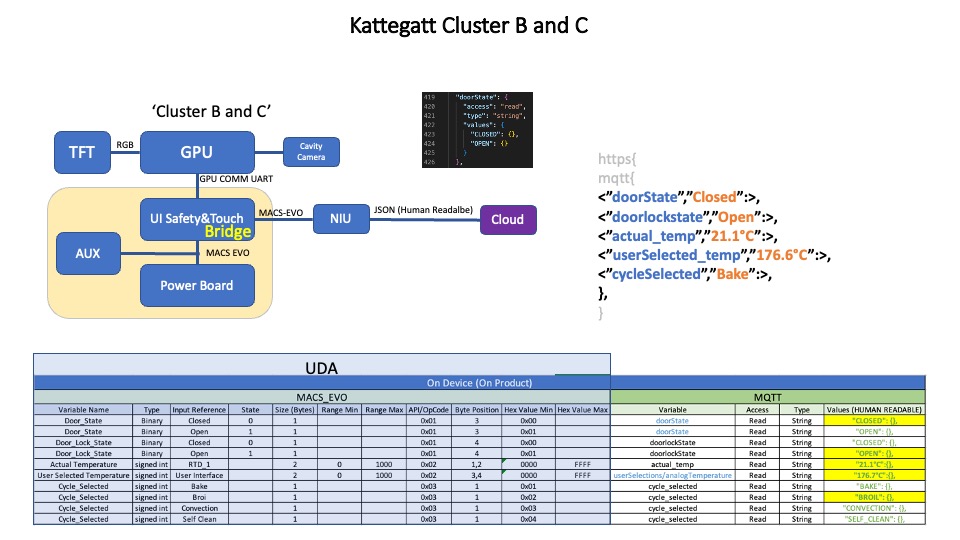 Kattegatt Cluster B and C
'Cluster B and C'
TFT
RGB
GPU
Cavity
Camera
GPU COMM UART
UI Safety&Touch
Bridge
MACS-EVO
NIU
JSON (Human Readalbe)
Cloud
AUX
MACS EVO
Power Board
419 "doorState": {
420 "access": "read",
421 "type": "string",
422 "values": {
423 "CLOSED": {},
424 "OPEN": {}
425 }
426 },
https{
mqtt{
<"doorState","Closed":>,
<"doorlockstate","Open":>,
<"actual_temp","21.1°C":>,
<"userSelected_temp","176.6°C":>,
<"cycleSelected","Bake":>,
},
}
UDA
On Device (On Product)
MACS_EVO MQTT
Variable Name Type Input Reference State Size (Bytes) Range Min Range Max API/OpCode Byte Position Hex Value Min Hex Value Max Variable Access Type Values (HUMAN READABLE)
Door_State Binary Closed 0 1 0x01 3 0x00 doorState Read String "CLOSED": {},
Door_State Binary Open 1 1 0x01 3 0x01 doorState Read String "OPEN": {},
Door_Lock_State Binary Closed 0 1 0x01 4 0x00 doorlockState Read String "CLOSED": {},
Door_Lock_State Binary Open 1 1 0x01 4 0x01 doorlockState Read String "OPEN": {},
Actual Temperature signed int RTD_1 2 0 1000 0x02 1,2 0000 FFFF actual_temp Read String "21.1°C":{},
User Selected Temperature signed int User Interface 2 0 1000 0x02 3,4 0000 FFFF userSelections/analogTemperature Read String "176.7°C":{},
Cycle_Selected signed int Bake 1 0x03 1 0x01 cycle_selected Read String "BAKE": {},
Cycle_Selected signed int Broi 1 0x03 1 0x02 cycle_selected Read String "BROIL": {},
Cycle_Selected signed int Convection 1 0x03 1 0x03 cycle_selected Read String "CONVECTION": {},
Cycle_Selected signed int Self Clean 1 0x03 1 0x04 cycle_selected Read String "SELF_CLEAN": {},